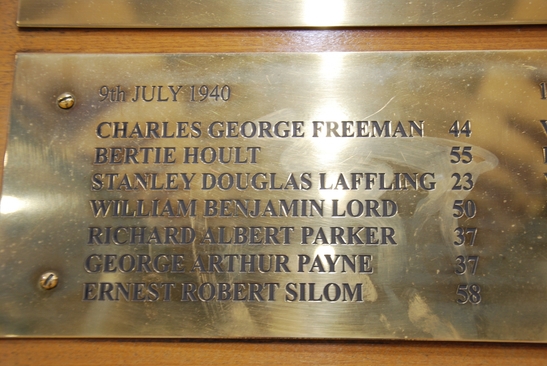 9th JULY 1940
CHARLES GEORGE FREEMAN 44
BERTIE HOULT 55
STANLEY DOUGLAS LAFFLING 23
WILLIAM BENJAMIN LORD 50
RICHARD ALBERT PARKER 37
GEORGE ARTHUR PAYNE 37
ERNEST ROBERT SILOM 58